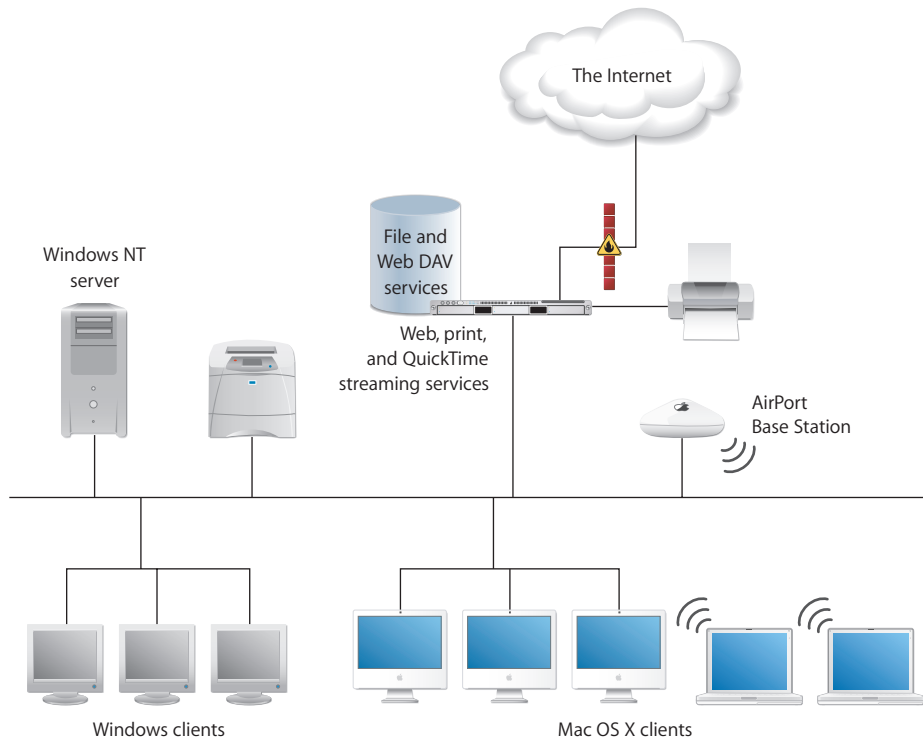 The Internet
File and
Web DAV
services
Windows NT
server
Web, print,
and QuickTime
streaming services
AirPort
Base Station
Windows clients
Mac OS X clients